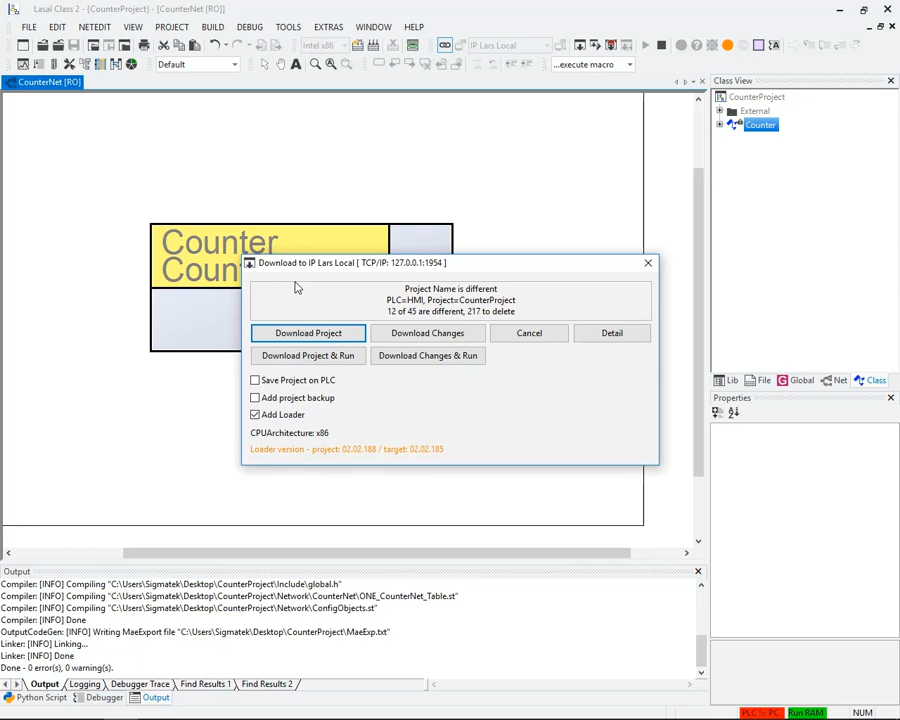 Lasal Class 2 - {CounterProject} - [CounterNet [RO]]
FILE EDIT NETEDIT VIEW PROJECT BUILD DEBUG TOOLS EXTRAS WINDOW HELP
Intel x86 IP Lars Local
Default ...execute macro
CounterNet [RO]
Class View
CounterProject
External
Counter
Counter
Coun
Download to IP Lars Local [ TCP/IP: 127.0.0.1:1954 ]
Project Name is different
PLC=HMI, Project=CounterProject
12 of 45 are different, 217 to delete
Download Project Download Changes Cancel Detail
Download Project & Run Download Changes & Run
Save Project on PLC
Add project backup
Add Loader
CPUArchitecture: x86
Loader version - project: 02.02.188 / target: 02.02.185
Lib File Global Net Class
Properties
Output
Compiler: [INFO] Compiling "C:\Users\Sigmatek\Desktop\CounterProject\Include\global.h"
Compiler: [INFO] Compiling "C:\Users\Sigmatek\Desktop\CounterProject\Network\ONE_CounterNet_Table.st"
Compiler: [INFO] Compiling "C:\Users\Sigmatek\Desktop\CounterProject\Network\ConfigObjects.st"
Compiler: [INFO] Done
OutputCodeGen: [INFO] Writing MaeExport file "C:\Users\Sigmatek\Desktop\CounterProject\MaeExp.txt"
Linker: [INFO] Linking...
Linker: [INFO] Done
Done - 0 error(s), 0 warning(s).
Output Logging Debugger Trace Find Results 1 Find Results 2
Python Script Debugger Output
PLC != PC Run RAM NUM